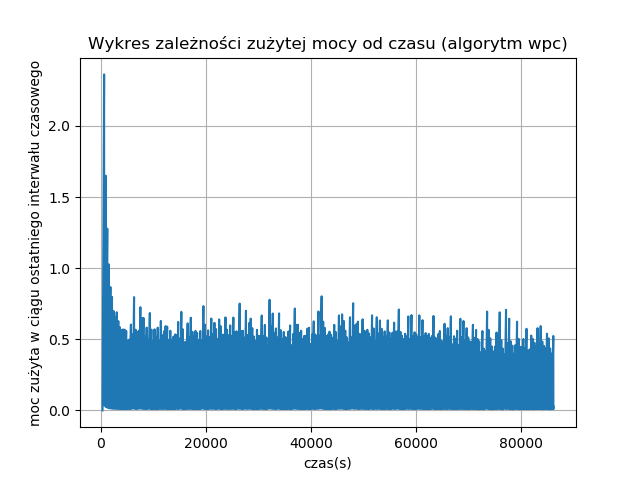 Wykres zależności zużytej mocy od czasu (algorytm wpc)
moc zużyta w ciągu ostatniego interwału czasowego
2.0
1.5
1.0
0.5
0.0
0 20000 40000 60000 80000
czas(s)